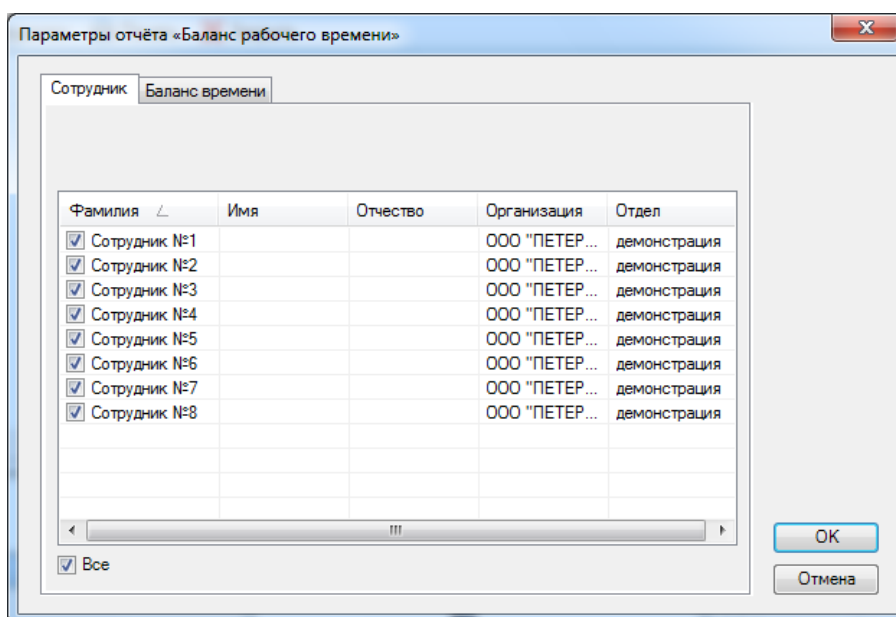 Параметры отчёта «Баланс рабочего времени»
Сотрудник Баланс времени
Фамилия Имя Отчество Организация Отдел
Сотрудник №1 ООО "ПЕТЕР... демонстрация
Сотрудник №2 ООО "ПЕТЕР... демонстрация
Сотрудник №3 ООО "ПЕТЕР... демонстрация
Сотрудник №4 ООО "ПЕТЕР... демонстрация
Сотрудник №5 ООО "ПЕТЕР... демонстрация
Сотрудник №6 ООО "ПЕТЕР... демонстрация
Сотрудник №7 ООО "ПЕТЕР... демонстрация
Сотрудник №8 ООО "ПЕТЕР... демонстрация
Все
OK
Отмена